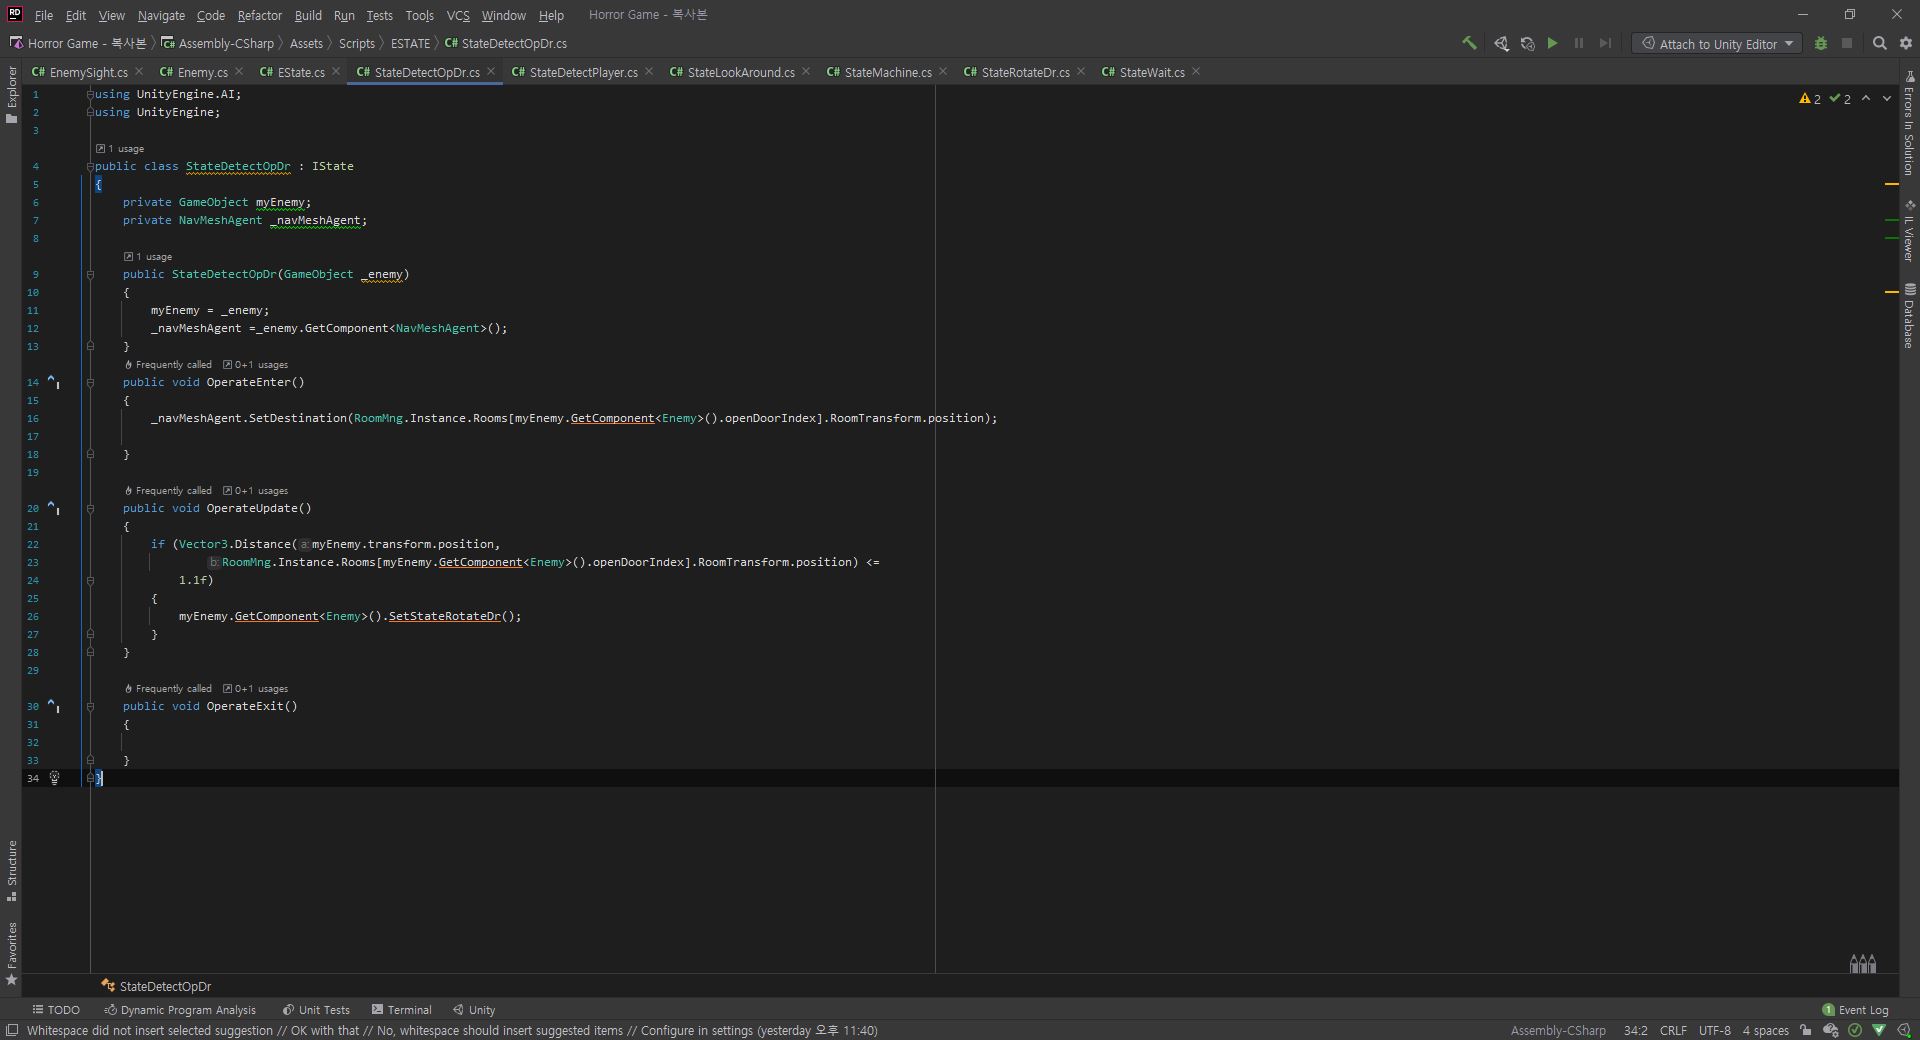 RD File Edit View Navigate Code Refactor Build Run Tests Tools VCS Window Help Horror Game - 복사본
Horror Game - 복사본 Assembly-CSharp Assets Scripts ESTATE C# StateDetectOpDr.cs Attach to Unity Editor
C# EnemySight.cs C# Enemy.cs C# EState.cs C# StateDetectOpDr.cs C# StateDetectPlayer.cs C# StateLookAround.cs C# StateMachine.cs C# StateRotateDr.cs C# StateWait.cs
Explorer
Structure
Favorites
Errors In Solution
IL Viewer
Database
2 2
1 using UnityEngine.AI;
2 using UnityEngine;
3
1 usage
4 public class StateDetectOpDr : IState
5 {
6 private GameObject myEnemy;
7 private NavMeshAgent _navMeshAgent;
8
1 usage
9 public StateDetectOpDr(GameObject _enemy)
10 {
11 myEnemy = _enemy;
12 _navMeshAgent =_enemy.GetComponent<NavMeshAgent>();
13 }
Frequently called 0+1 usages
14 public void OperateEnter()
15 {
16 _navMeshAgent.SetDestination(RoomMng.Instance.Rooms[myEnemy.GetComponent<Enemy>().openDoorIndex].RoomTransform.position);
17
18 }
19
Frequently called 0+1 usages
20 public void OperateUpdate()
21 {
22 if (Vector3.Distance(a:myEnemy.transform.position,
23 b:RoomMng.Instance.Rooms[myEnemy.GetComponent<Enemy>().openDoorIndex].RoomTransform.position) <=
24 1.1f)
25 {
26 myEnemy.GetComponent<Enemy>().SetStateRotateDr();
27 }
28 }
29
Frequently called 0+1 usages
30 public void OperateExit()
31 {
32
33 }
34 }
StateDetectOpDr
TODO Dynamic Program Analysis Unit Tests Terminal Unity 1 Event Log
Whitespace did not insert selected suggestion // OK with that // No, whitespace should insert suggested items // Configure in settings (yesterday 오후 11:40) Assembly-CSharp 34:2 CRLF UTF-8 4 spaces